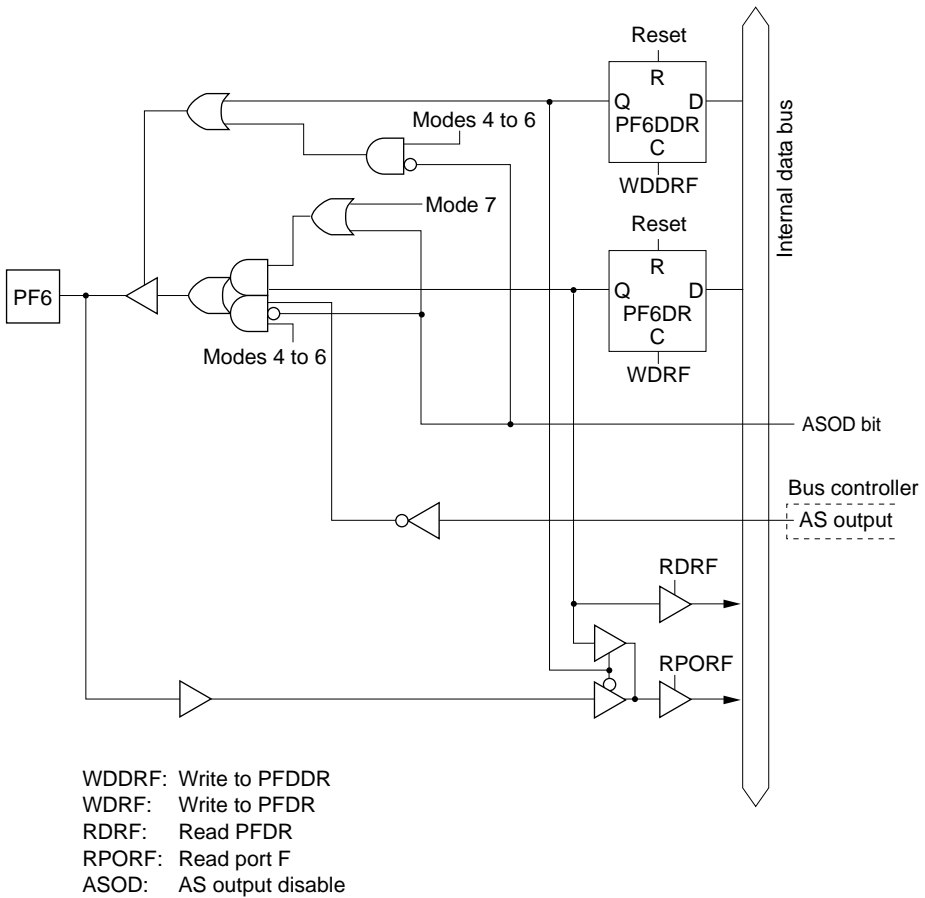 Reset
R
Q D
PF6DDR
C
WDDRF
Internal data bus
Modes 4 to 6
Mode 7
Reset
R
Q D
PF6DR
C
WDRF
PF6
Modes 4 to 6
ASOD bit
Bus controller
AS output
RDRF
RPORF
WDDRF: Write to PFDDR
WDRF: Write to PFDR
RDRF: Read PFDR
RPORF: Read port F
ASOD: AS output disable